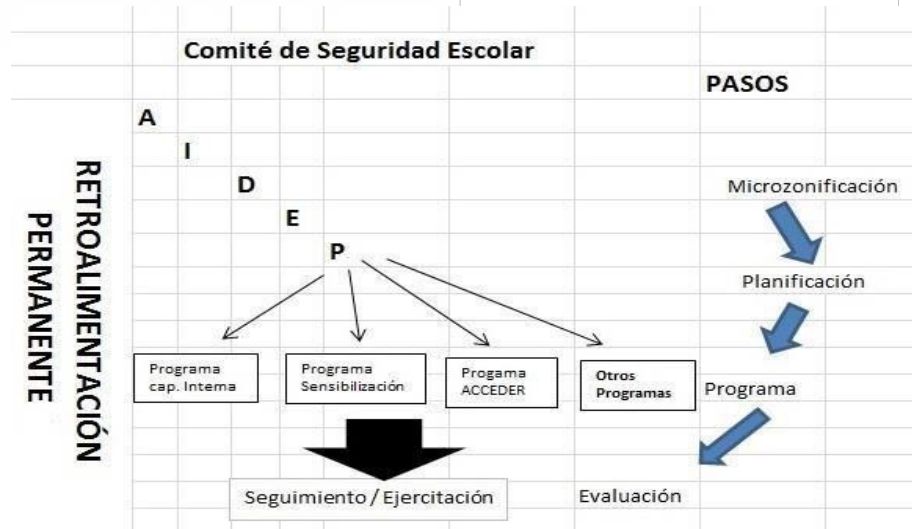 Comité de Seguridad Escolar
PASOS
A
I
D
E
P
RETROALIMENTACIÓN
PERMANENTE
Microzonificación
Planificación
Programa
cap. Interna
Programa
Sensibilización
Progama
ACCEDER
Otros
Programas
Programa
Seguimiento / Ejercitación
Evaluación